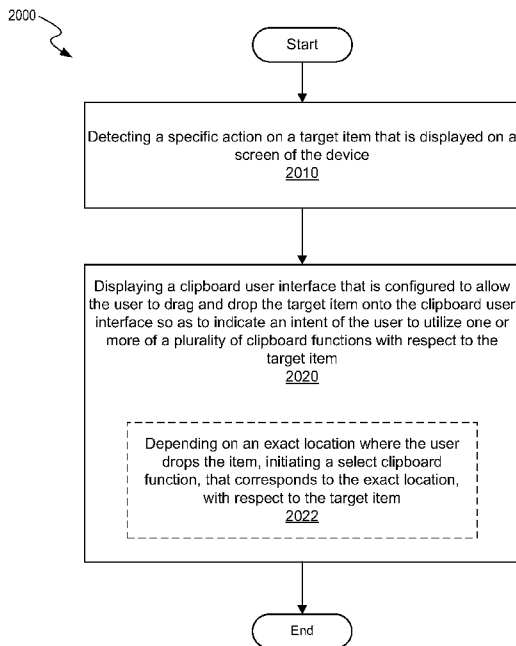 2000
Start
Detecting a specific action on a target item that is displayed on a
screen of the device
2010
Displaying a clipboard user interface that is configured to allow
the user to drag and drop the target item onto the clipboard user
interface so as to indicate an intent of the user to utilize one or
more of a plurality of clipboard functions with respect to the
target item
2020
Depending on an exact location where the user
drops the item, initiating a select clipboard
function, that corresponds to the exact location,
with respect to the target item
2022
End